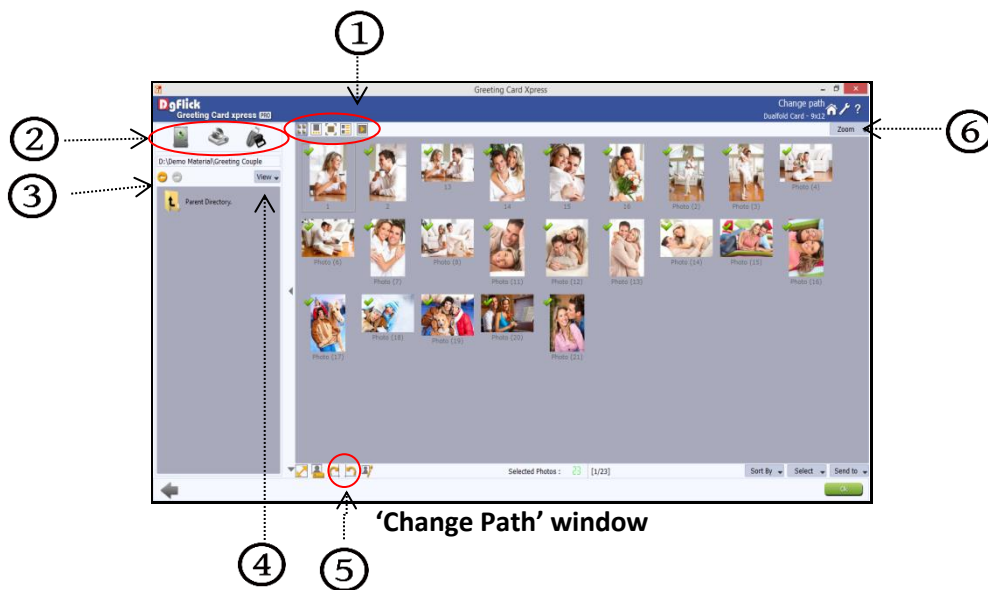 1
Greeting Card Xpress
DgFlick
Greeting Card xpress PRO
Change path
Dualfold Card - 9x12
?
2
Zoom
6
D:\Demo Material\Greeting Couple
3
View
Parent Directory.
1 2 13 14 15 16 Photo (2) Photo (3) Photo (4)
Photo (6) Photo (7) Photo (8) Photo (11) Photo (12) Photo (13) Photo (14) Photo (15) Photo (16)
Photo (17) Photo (18) Photo (19) Photo (20) Photo (21)
Selected Photos : 23 [1/23]
Sort By Select Send to
OK
‘Change Path’ window
4
5